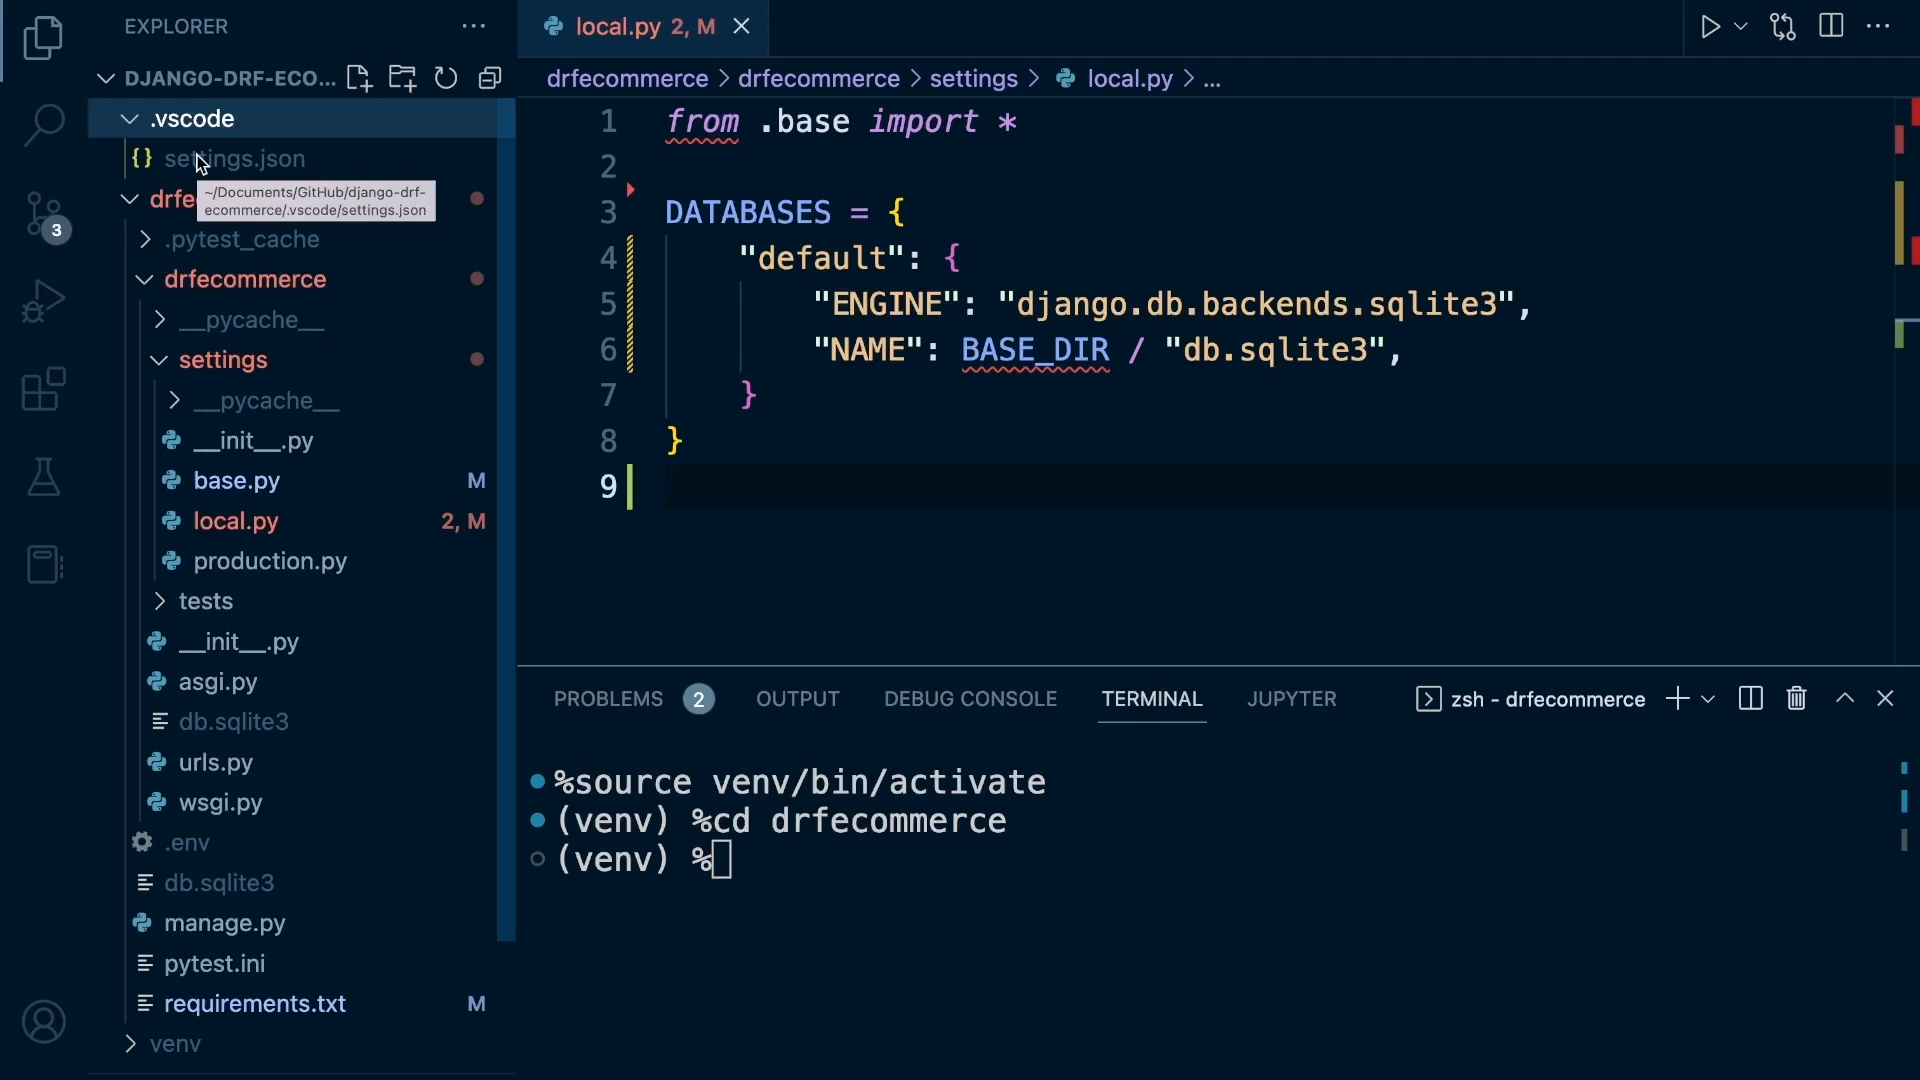 EXPLORER
DJANGO-DRF-ECO...
.vscode
{} settings.json
drfe
~/Documents/GitHub/django-drf-
ecommerce/.vscode/settings.json
.pytest_cache
drfecommerce
__pycache__
settings
__pycache__
__init__.py
base.py M
local.py 2, M
production.py
tests
__init__.py
asgi.py
db.sqlite3
urls.py
wsgi.py
.env
db.sqlite3
manage.py
pytest.ini
requirements.txt M
venv
3
local.py 2, M
drfecommerce > drfecommerce > settings > local.py > ...
1 from .base import *
2
3 DATABASES = {
4 "default": {
5 "ENGINE": "django.db.backends.sqlite3",
6 "NAME": BASE_DIR / "db.sqlite3",
7 }
8 }
9
PROBLEMS 2 OUTPUT DEBUG CONSOLE TERMINAL JUPYTER zsh - drfecommerce
%source venv/bin/activate
(venv) %cd drfecommerce
(venv) %